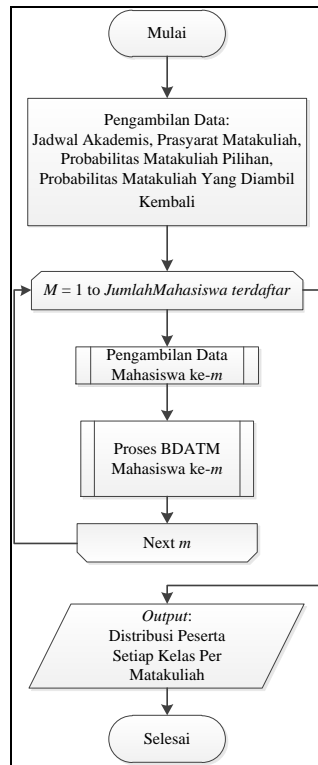 Mulai
Pengambilan Data:
Jadwal Akademis, Prasyarat Matakuliah,
Probabilitas Matakuliah Pilihan,
Probabilitas Matakuliah Yang Diambil
Kembali
M = 1 to JumlahMahasiswa terdaftar
Pengambilan Data
Mahasiswa ke-m
Proses BDATM
Mahasiswa ke-m
Next m
Output:
Distribusi Peserta
Setiap Kelas Per
Matakuliah
Selesai